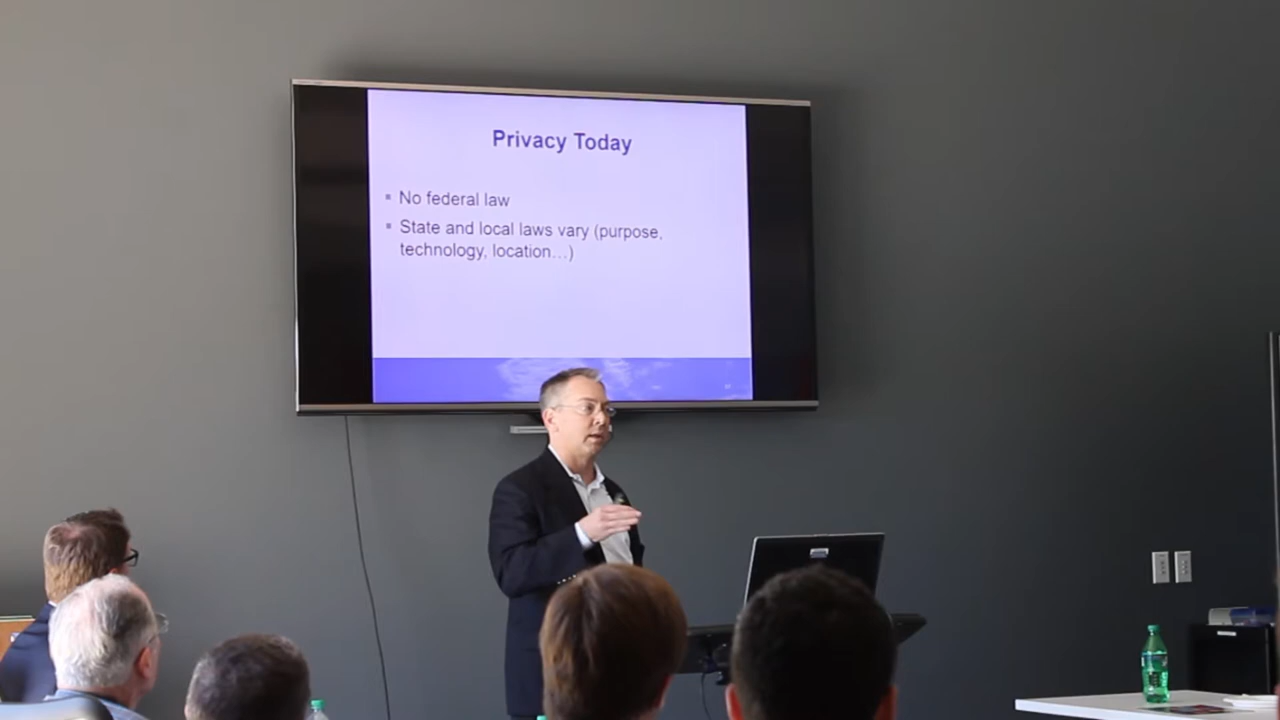 Privacy Today
No federal law
State and local laws vary (purpose,
technology, location…)